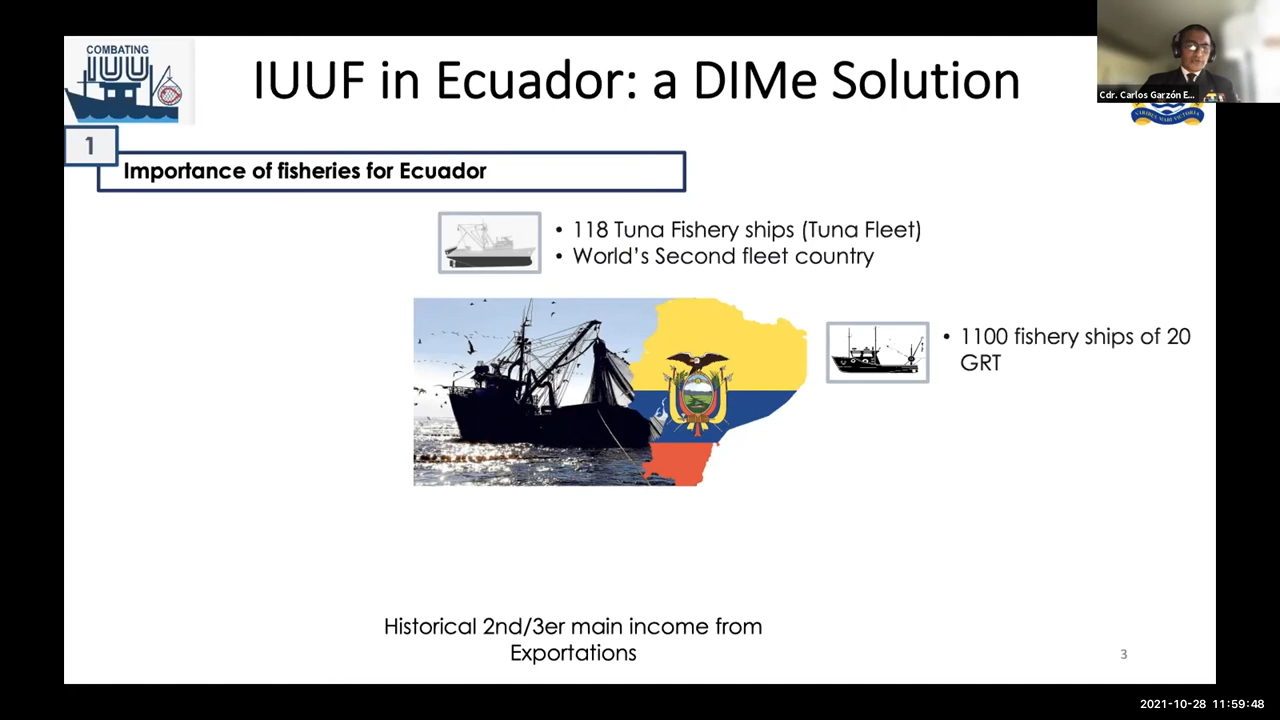 COMBATING
IUU
IUUF in Ecuador: a DIMe Solution
Cdr. Carlos Garzón E...
1
Importance of fisheries for Ecuador
• 118 Tuna Fishery ships (Tuna Fleet)
• World's Second fleet country
• 1100 fishery ships of 20
GRT
Historical 2nd/3er main income from
Exportations
3
2021-10-28 11:59:48